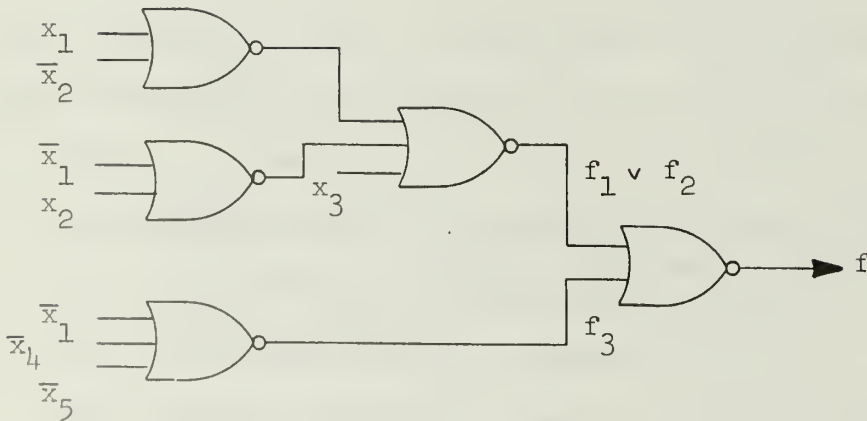 x₁
x̅₂
x̅₁
x₂
x₃
f₁ ∨ f₂
f
x̅₁
x̅₄
x̅₅
f₃